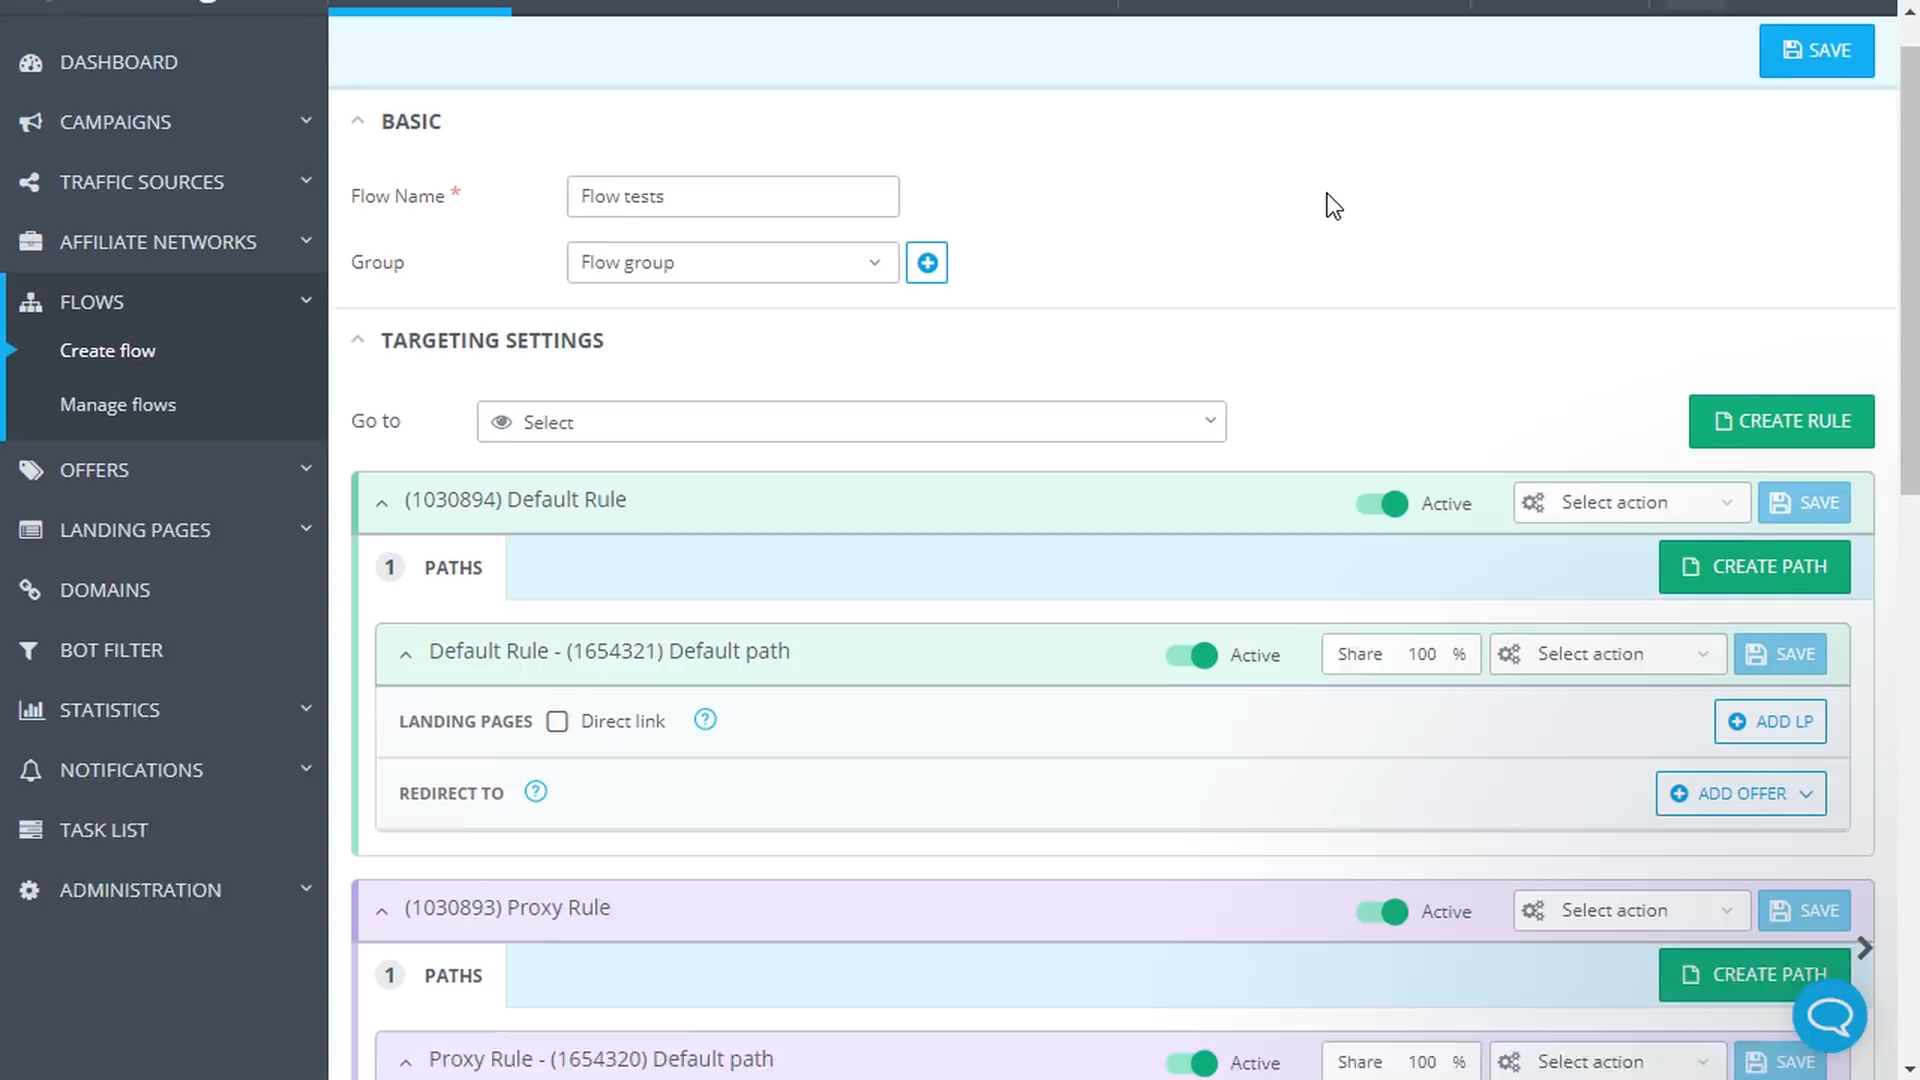 DASHBOARD
CAMPAIGNS
TRAFFIC SOURCES
AFFILIATE NETWORKS
FLOWS
Create flow
Manage flows
OFFERS
LANDING PAGES
DOMAINS
BOT FILTER
STATISTICS
NOTIFICATIONS
TASK LIST
ADMINISTRATION
SAVE
BASIC
Flow Name * Flow tests
Group Flow group
TARGETING SETTINGS
Go to Select CREATE RULE
(1030894) Default Rule Active Select action SAVE
1 PATHS CREATE PATH
Default Rule - (1654321) Default path Active Share 100 % Select action SAVE
LANDING PAGES Direct link ? ADD LP
REDIRECT TO ? ADD OFFER
(1030893) Proxy Rule Active Select action SAVE
1 PATHS CREATE PATH
Proxy Rule - (1654320) Default path Active Share 100 % Select action SAVE